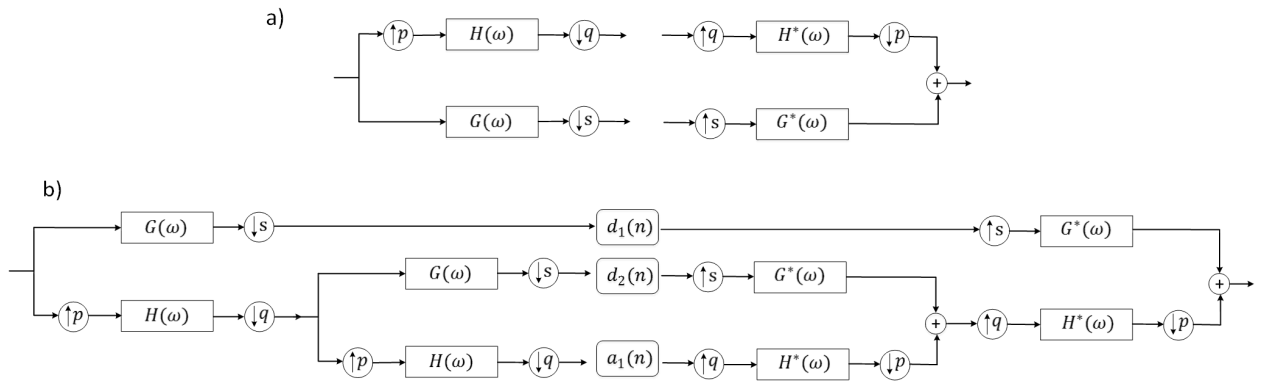 a)
↑p H(ω) ↓q ↑q H*(ω) ↓p
+
G(ω) ↓s ↑s G*(ω)
b)
G(ω) ↓s d₁(n) ↑s G*(ω)
G(ω) ↓s d₂(n) ↑s G*(ω)
+
↑p H(ω) ↓q + ↑q H*(ω) ↓p
↑p H(ω) ↓q a₁(n) ↑q H*(ω) ↓p